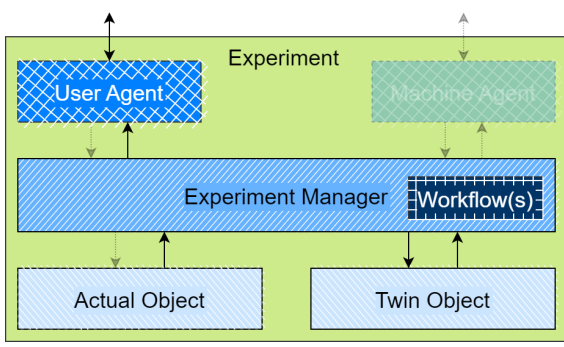 Experiment
User Agent
Machine Agent
Experiment Manager
Workflow(s)
Actual Object
Twin Object